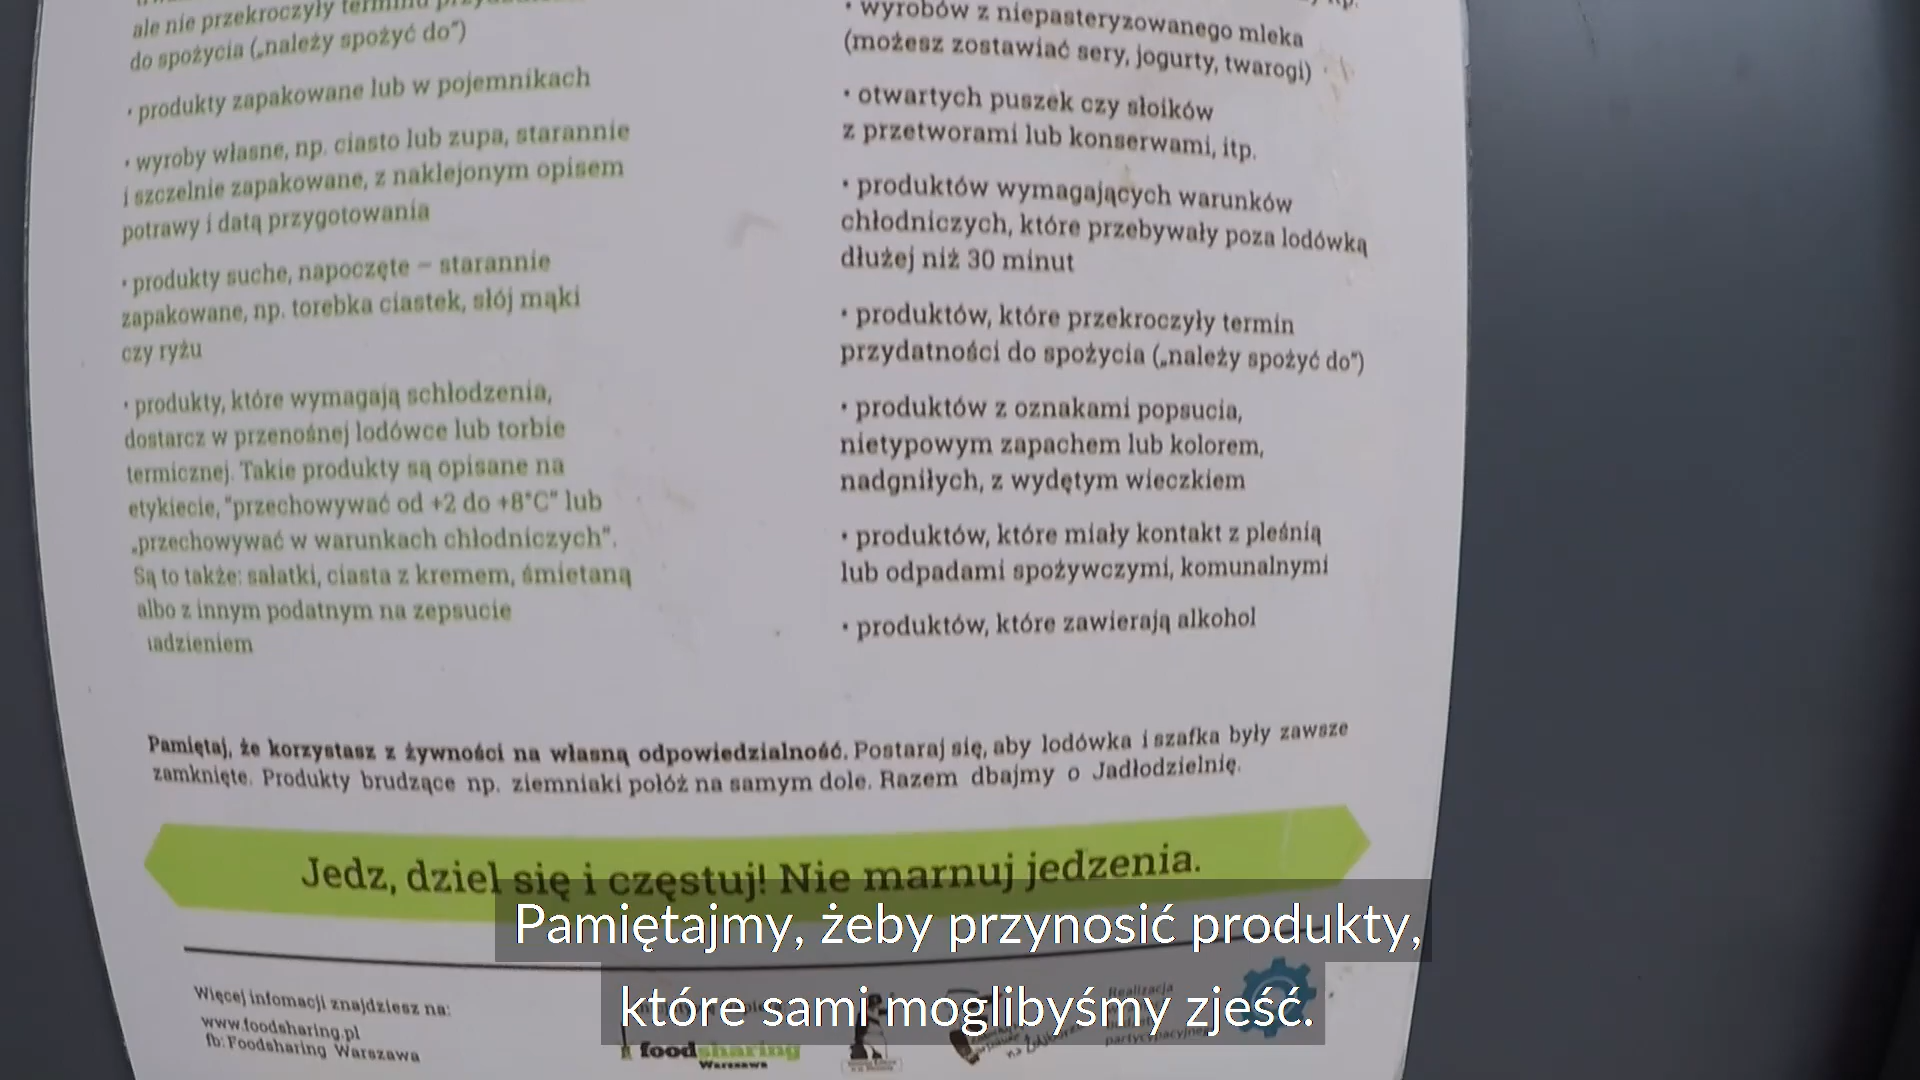 ale nie przekroczyły terminu
do spożycia („należy spożyć do”)
• produkty zapakowane lub w pojemnikach
• wyroby własne, np. ciasto lub zupa, starannie
i szczelnie zapakowane, z naklejonym opisem
potrawy i datą przygotowania
• produkty suche, napoczęte – starannie
zapakowane, np. torebka ciastek, słój mąki
czy ryżu
• produkty, które wymagają schłodzenia,
dostarcz w przenośnej lodówce lub torbie
termicznej. Takie produkty są opisane na
etykiecie, "przechowywać od +2 do +8°C" lub
„przechowywać w warunkach chłodniczych".
Są to także: sałatki, ciasta z kremem, śmietaną
albo z innym podatnym na zepsucie
nadzieniem
np.
• wyrobów z niepasteryzowanego mleka
(możesz zostawiać sery, jogurty, twarogi)
• otwartych puszek czy słoików
z przetworami lub konserwami, itp.
• produktów wymagających warunków
chłodniczych, które przebywały poza lodówką
dłużej niż 30 minut
• produktów, które przekroczyły termin
przydatności do spożycia („należy spożyć do”)
• produktów z oznakami popsucia,
nietypowym zapachem lub kolorem,
nadgniłych, z wydętym wieczkiem
• produktów, które miały kontakt z pleśnią
lub odpadami spożywczymi, komunalnymi
• produktów, które zawierają alkohol
Pamiętaj, że korzystasz z żywności na własną odpowiedzialność. Postaraj się, aby lodówka i szafka były zawsze
zamknięte. Produkty brudzące np. ziemniaki połóż na samym dole. Razem dbajmy o Jadłodzielnię.
Jedz, dziel się i częstuj! Nie marnuj jedzenia.
Pamiętajmy, żeby przynosić produkty,
które sami moglibyśmy zjeść.
Więcej infomacji znajdziesz na:
www.foodsharing.pl
fb: Foodsharing Warszawa
foodsharing
Warszawa
Realizacja